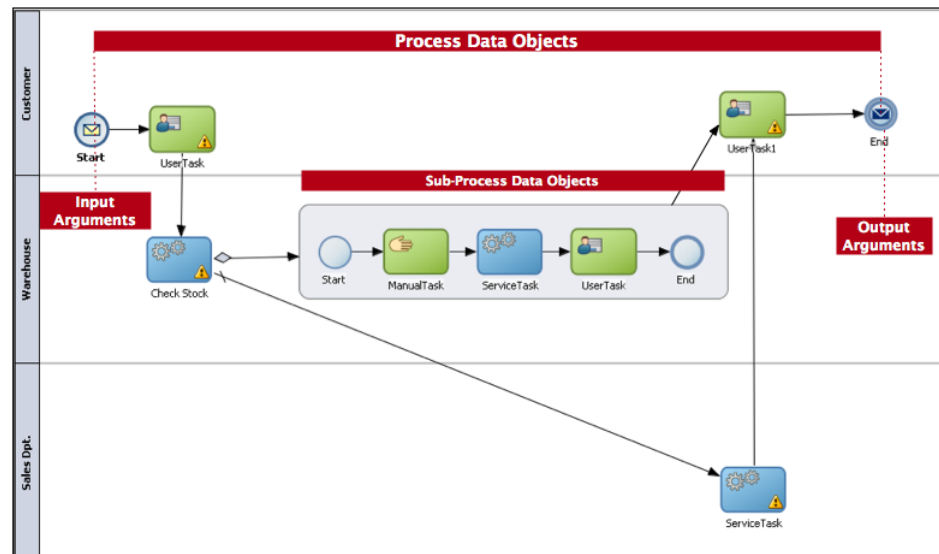 Process Data Objects
Customer
Start
UserTask
UserTask1
End
Input
Arguments
Sub-Process Data Objects
Output
Arguments
Warehouse
Check Stock
Start
ManualTask
ServiceTask
UserTask
End
Sales Dpt.
ServiceTask